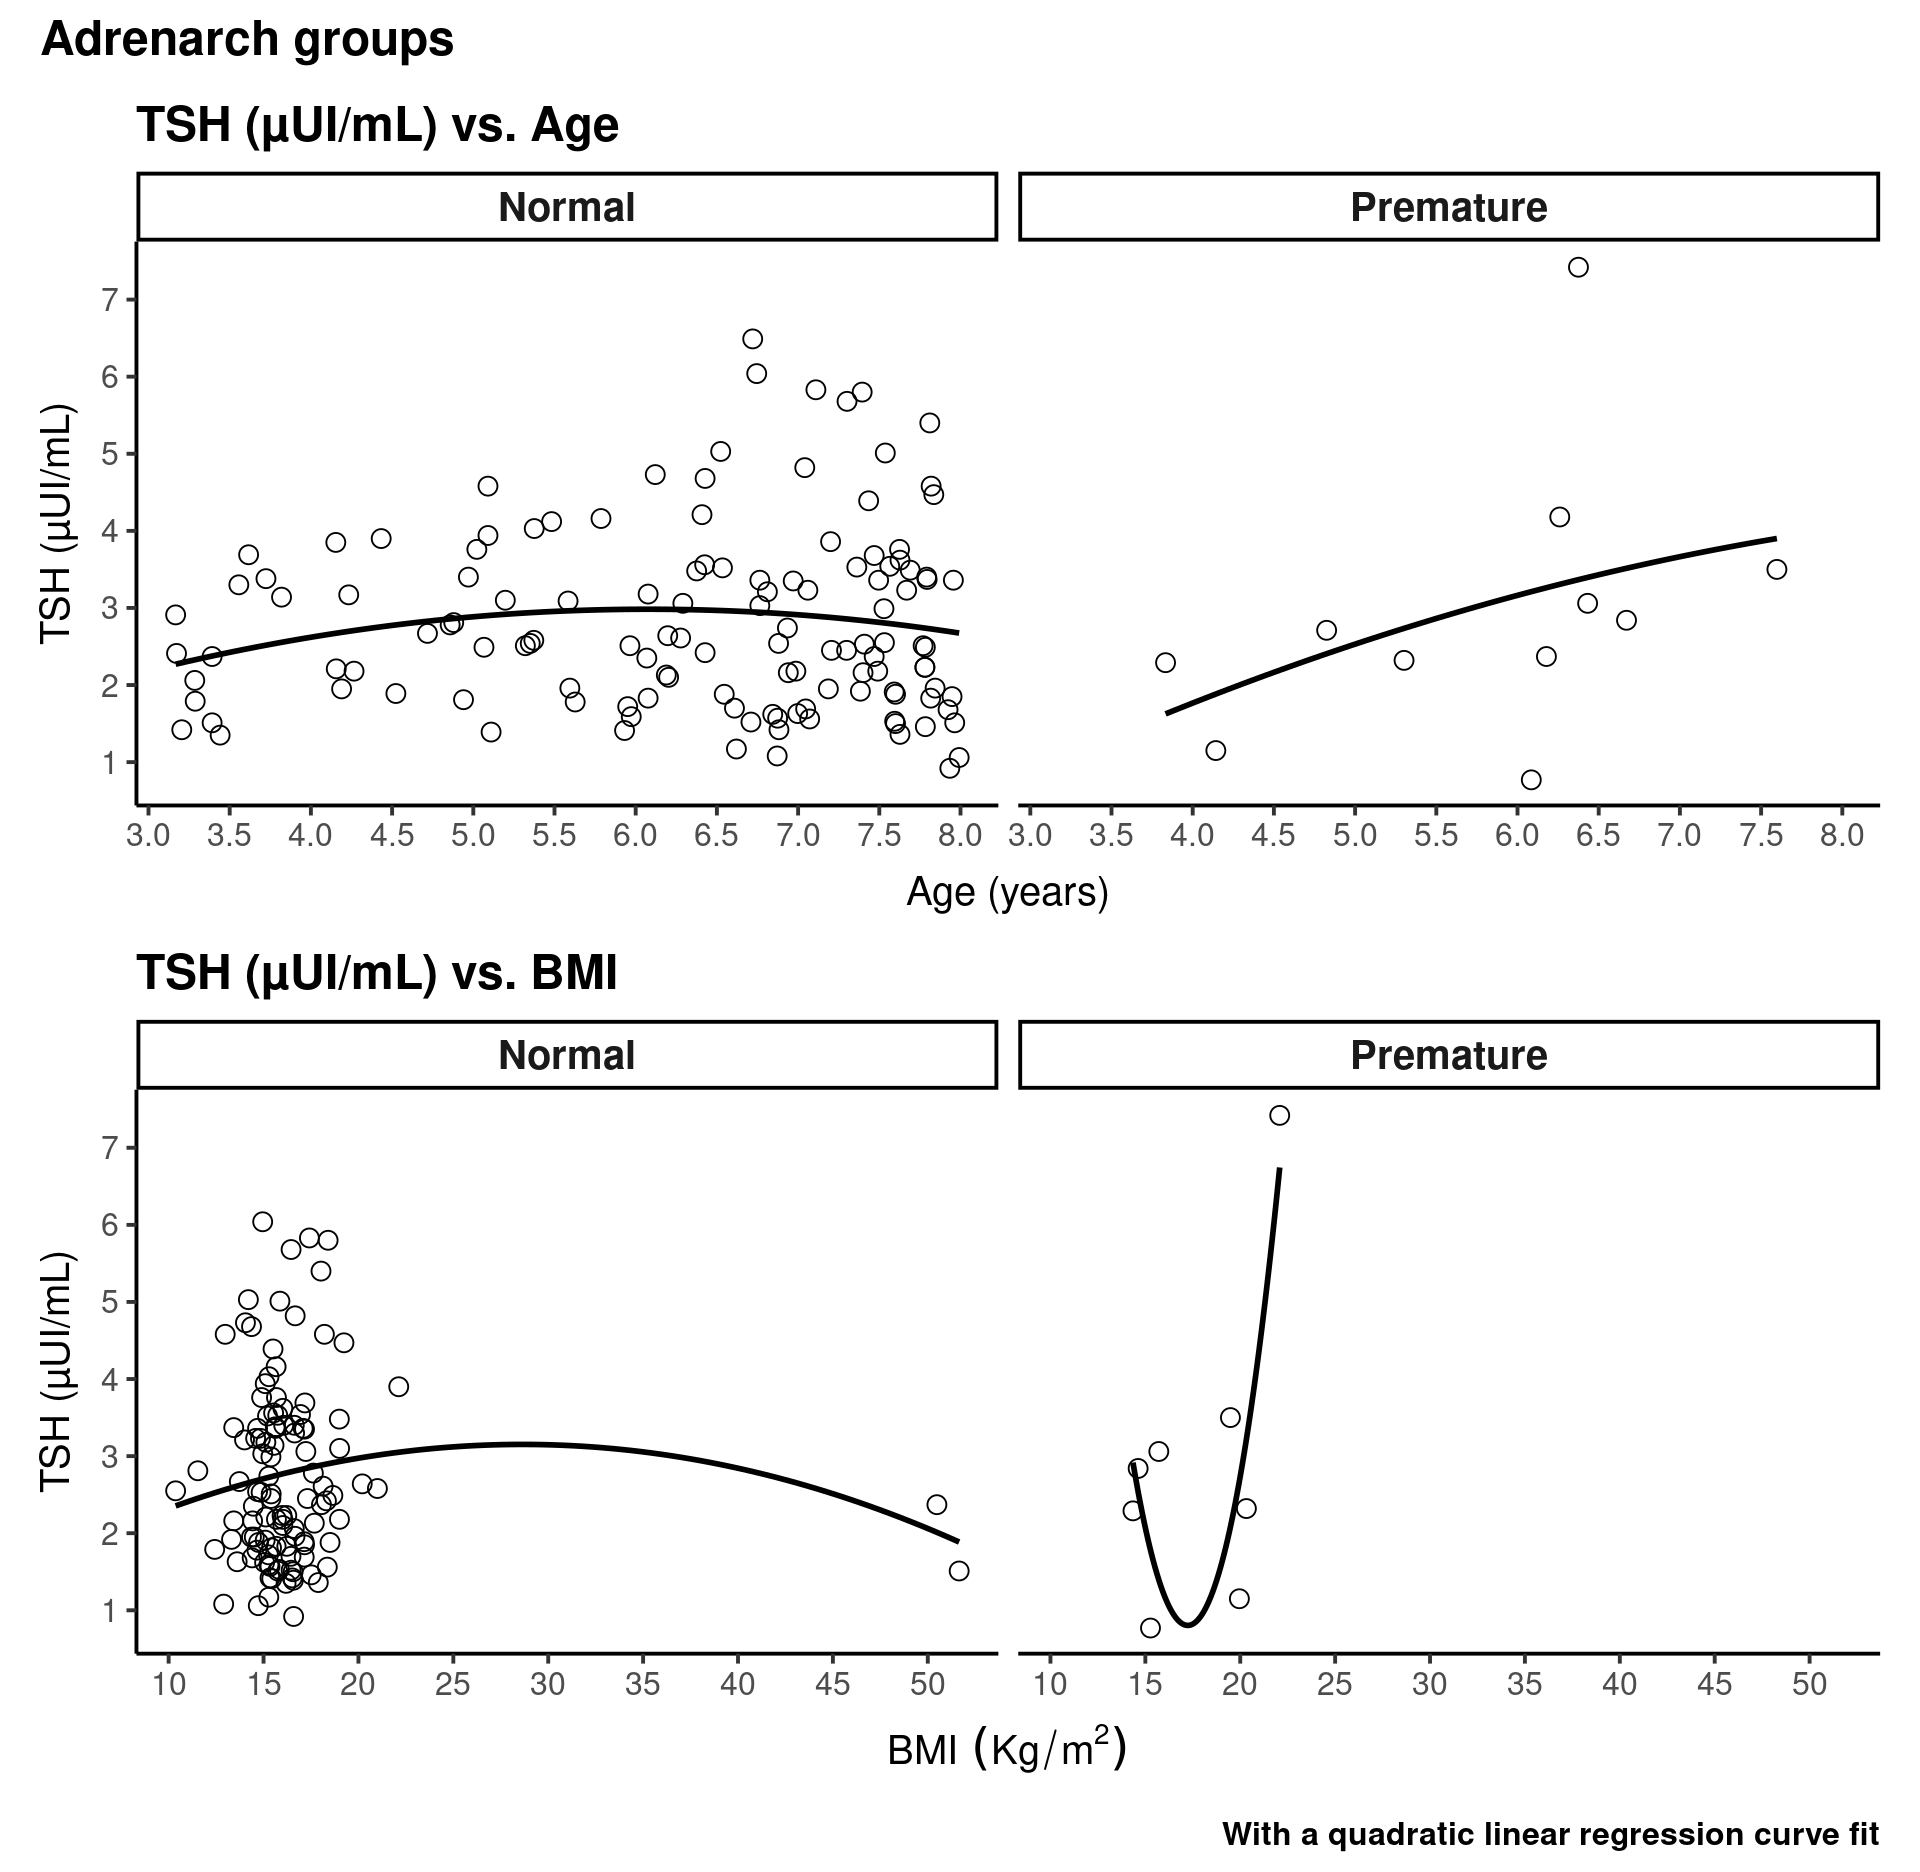 Adrenarch groups
TSH (µUI/mL) vs. Age
Normal
Premature
TSH (µUI/mL)
7
6
5
4
3
2
1
3.0 3.5 4.0 4.5 5.0 5.5 6.0 6.5 7.0 7.5 8.0
3.0 3.5 4.0 4.5 5.0 5.5 6.0 6.5 7.0 7.5 8.0
Age (years)
TSH (µUI/mL) vs. BMI
Normal
Premature
TSH (µUI/mL)
7
6
5
4
3
2
1
10 15 20 25 30 35 40 45 50
10 15 20 25 30 35 40 45 50
BMI (Kg/m²)
With a quadratic linear regression curve fit